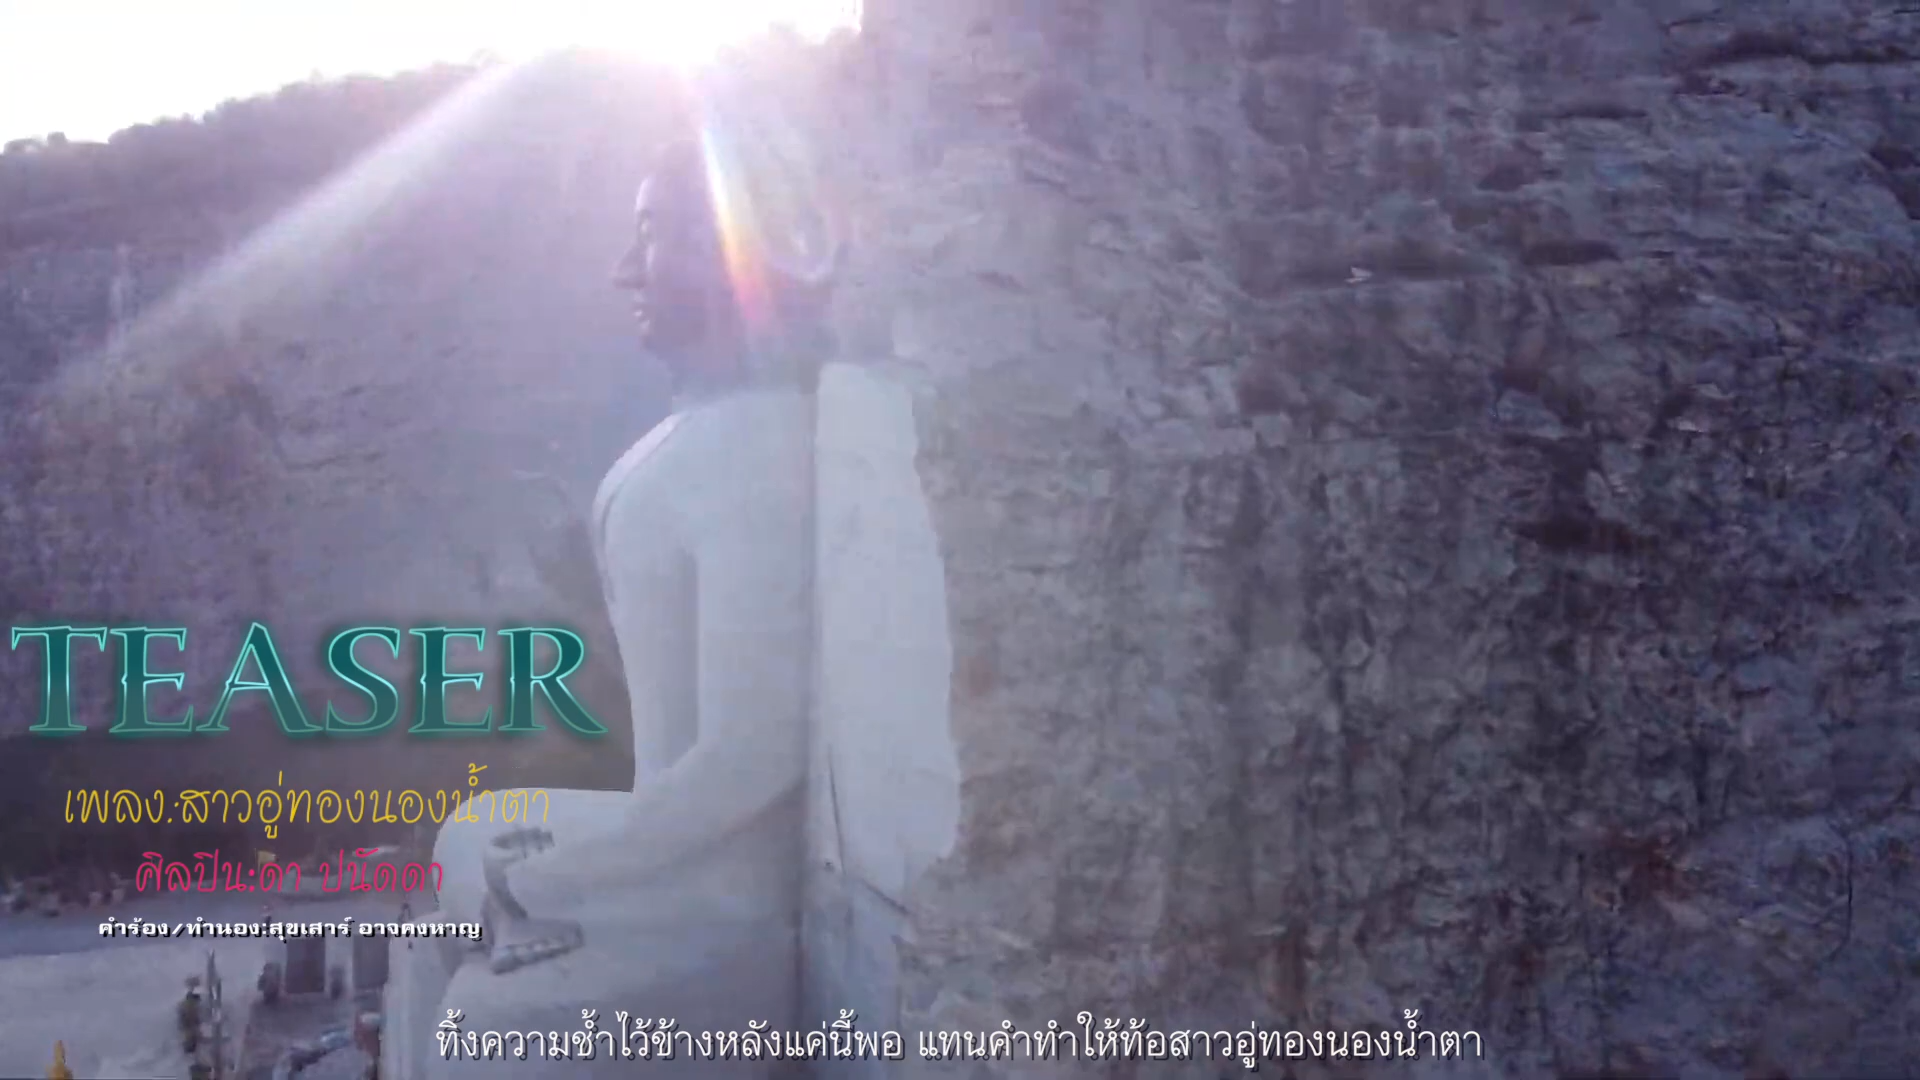 TEASER
เพลง:สาวอู่ทองนองน้ำตา
ศิลปิน:ดา ปนัดดา
คำร้อง/ทำนอง:สุขเสาร์ อาจคงหาญ
ทิ้งความช้ำไว้ข้างหลังแค่นี้พอ แทนคำทำให้ท้อสาวอู่ทองนองน้ำตา